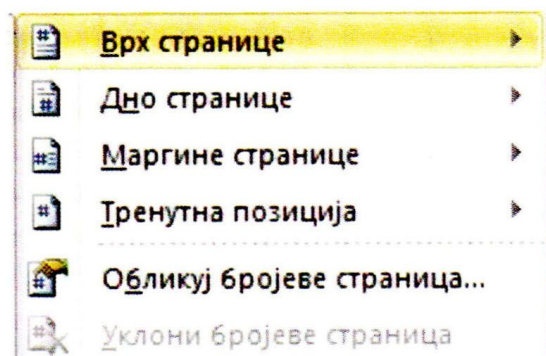 Врх странице
Дно странице
Маргине странице
Тренутна позиција
Обликуј бројеве страница...
Уклони бројеве страница